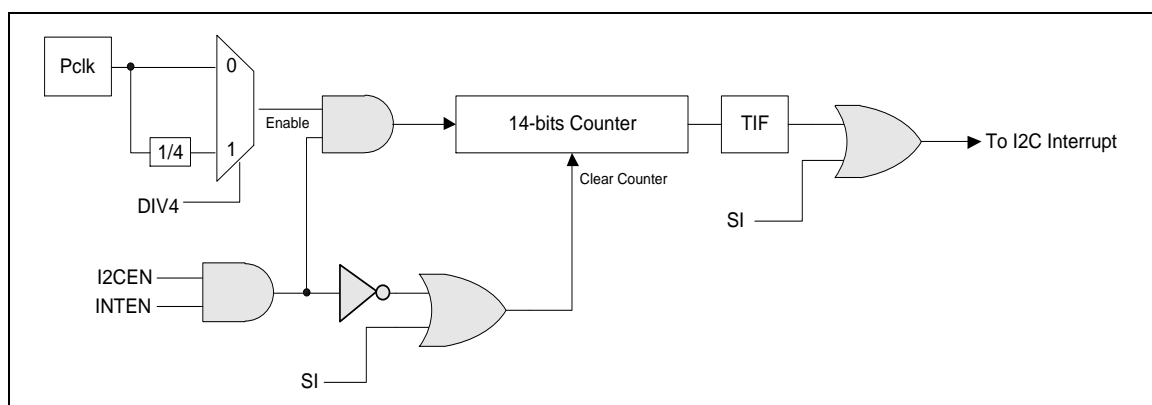 Pclk
0
Enable
14-bits Counter
TIF
To I2C Interrupt
1/4
1
Clear Counter
DIV4
SI
I2CEN
INTEN
SI